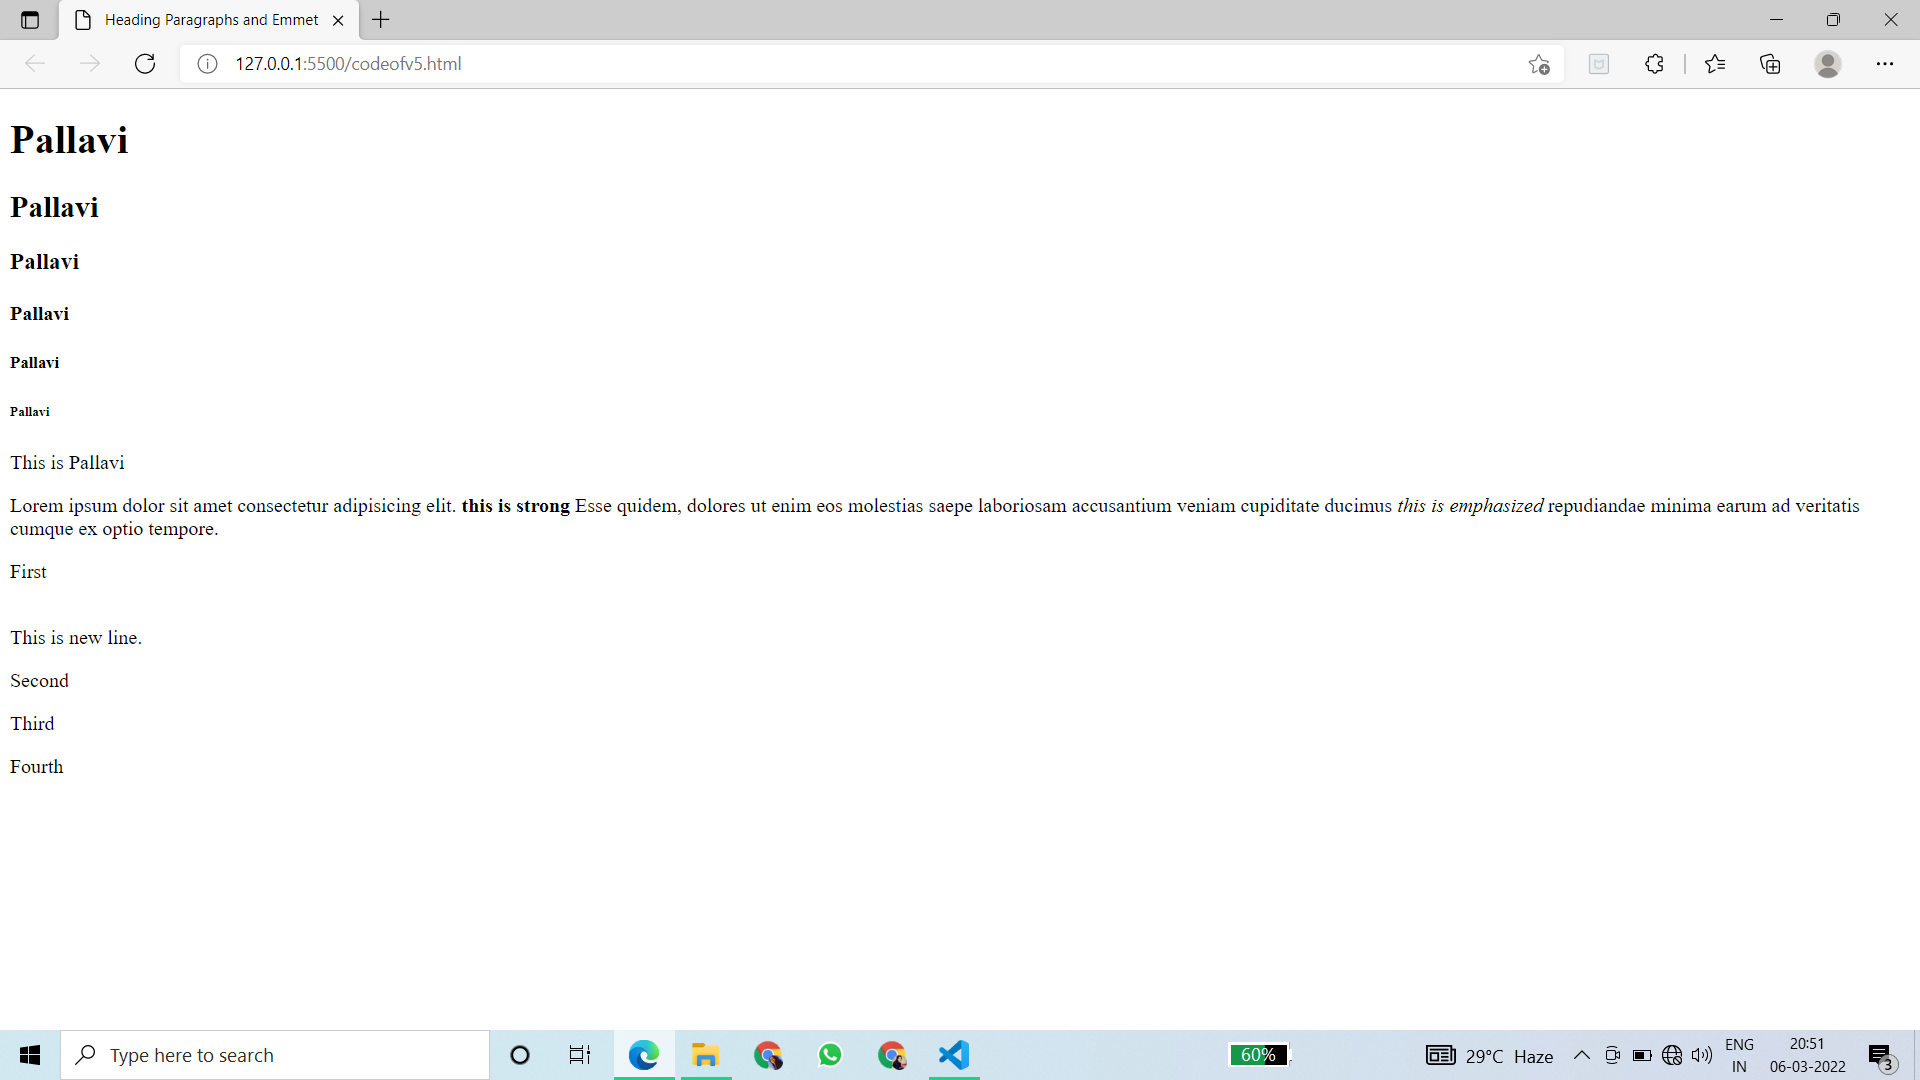 Heading Paragraphs and Emmet
127.0.0.1:5500/codeofv5.html
Pallavi
Pallavi
Pallavi
Pallavi
Pallavi
Pallavi
This is Pallavi
Lorem ipsum dolor sit amet consectetur adipisicing elit. this is strong Esse quidem, dolores ut enim eos molestias saepe laboriosam accusantium veniam cupiditate ducimus this is emphasized repudiandae minima earum ad veritatis
cumque ex optio tempore.
First
This is new line.
Second
Third
Fourth
Type here to search
60%
29°C Haze
ENG
IN
20:51
06-03-2022
3